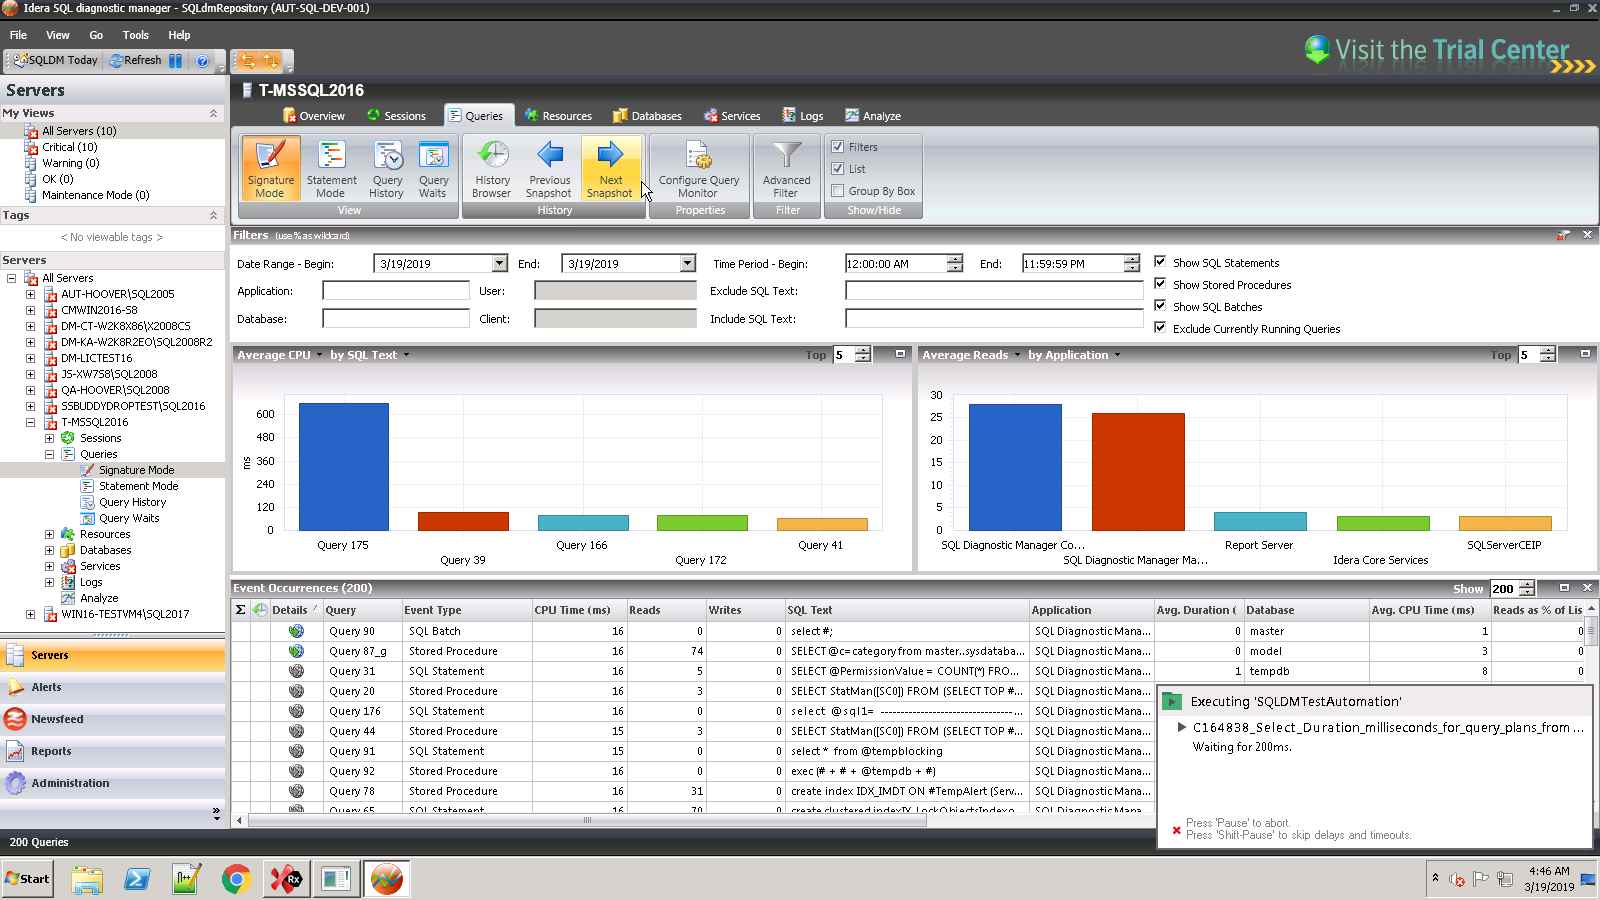 Idera SQL diagnostic manager - SQLdmRepository (AUT-SQL-DEV-001)
File View Go Tools Help
SQLDM Today Refresh
Visit the Trial Center
Servers
T-MSSQL2016
My Views
All Servers (10)
Critical (10)
Warning (0)
OK (0)
Maintenance Mode (0)
Tags
< No viewable tags >
Servers
All Servers
AUT-HOOVER\SQL2005
CMWIN2016-S8
DM-CT-W2K8X86\X2008CS
DM-KA-W2K8R2EO\SQL2008R2
DM-LICTEST16
JS-XW7S8\SQL2008
QA-HOOVER\SQL2008
SSBUDDYDROPTEST\SQL2016
T-MSSQL2016
Sessions
Queries
Signature Mode
Statement Mode
Query History
Query Waits
Resources
Databases
Services
Logs
Analyze
WIN16-TESTVM4\SQL2017
Servers
Alerts
Newsfeed
Reports
Administration
Overview Sessions Queries Resources Databases Services Logs Analyze
Signature Mode
Statement Mode
Query History
Query Waits
View
History Browser
Previous Snapshot
Next Snapshot
History
Configure Query Monitor
Properties
Advanced Filter
Filter
Filters
List
Group By Box
Show/Hide
Filters (use % as wildcard)
Date Range - Begin: 3/19/2019 End: 3/19/2019 Time Period - Begin: 12:00:00 AM End: 11:59:59 PM Show SQL Statements
Application: User: Exclude SQL Text: Show Stored Procedures
Database: Client: Include SQL Text: Show SQL Batches
Exclude Currently Running Queries
Average CPU by SQL Text Top 5
600
480
360
240
120
0
ms
Query 175
Query 39
Query 166
Query 172
Query 41
Average Reads by Application Top 5
30
25
20
15
10
5
0
SQL Diagnostic Manager Co...
SQL Diagnostic Manager Ma...
Report Server
Idera Core Services
SQLServerCEIP
Event Occurrences (200) Show 200
Σ Details Query Event Type CPU Time (ms) Reads Writes SQL Text Application Avg. Duration ( Database Avg. CPU Time (ms) Reads as % of Lis
Query 90 SQL Batch 16 0 0 select #; SQL Diagnostic Mana... 0 master 1 0
Query 87_g Stored Procedure 16 74 0 SELECT @c=category from master..sysdataba... SQL Diagnostic Mana... 0 model 3 0
Query 31 SQL Statement 16 5 0 SELECT @PermissionValue = COUNT(*) FRO... SQL Diagnostic Mana... 1 tempdb 8 0
Query 20 Stored Procedure 16 3 0 SELECT StatMan([SC0]) FROM (SELECT TOP #... SQL Diagnostic Mana...
Query 176 SQL Statement 16 0 0 select @sql1= ---------------------------------... SQL Diagnostic Mana...
Query 44 Stored Procedure 15 3 0 SELECT StatMan([SC0]) FROM (SELECT TOP #... SQL Diagnostic Mana...
Query 91 SQL Statement 15 0 0 select * from @tempblocking SQL Diagnostic Mana...
Query 92 Stored Procedure 16 0 0 exec (# + # + @tempdb + #) SQL Diagnostic Mana...
Query 78 Stored Procedure 16 31 0 create index IDX_IMDT ON #TempAlert (Serv... SQL Diagnostic Mana...
Query 65 SQL Statement 16 70 0 create clustered index IX_LockObjectsIndex o... SQL Diagnostic Mana...
Executing 'SQLDMTestAutomation'
C164838_Select_Duration_milliseconds_for_query_plans_from ...
Waiting for 200ms.
Press 'Pause' to abort.
Press 'Shift-Pause' to skip delays and timeouts.
200 Queries
Start
n++
Rx
4:46 AM
3/19/2019